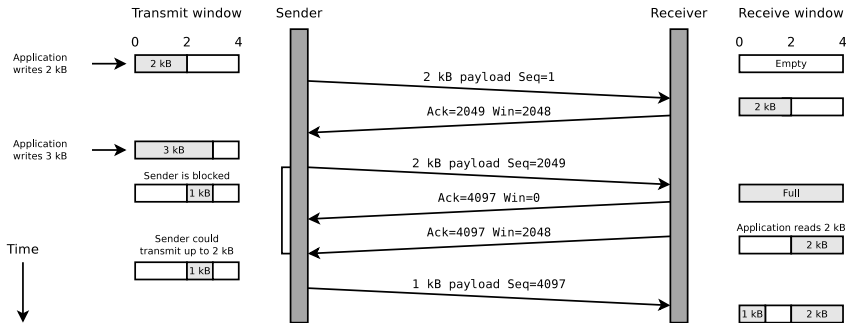 Transmit window
Sender
Receiver
Receive window
0 2 4
0 2 4
Application
writes 2 kB
2 kB
Empty
2 kB payload Seq=1
2 kB
Ack=2049 Win=2048
Application
writes 3 kB
3 kB
2 kB payload Seq=2049
Sender is blocked
1 kB
Full
Ack=4097 Win=0
Application reads 2 kB
Ack=4097 Win=2048
2 kB
Sender could
transmit up to 2 kB
1 kB
Time
1 kB payload Seq=4097
1 kB
2 kB